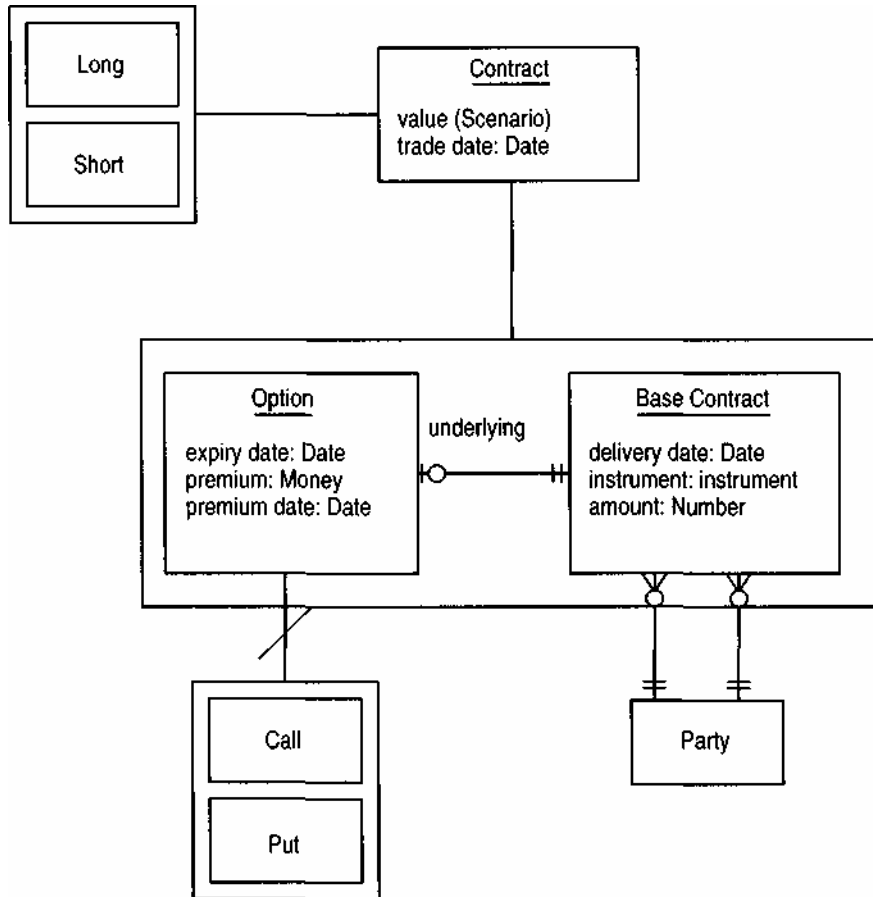 Long
Short
Contract
value (Scenario)
trade date: Date
Option
expiry date: Date
premium: Money
premium date: Date
underlying
Base Contract
delivery date: Date
instrument: instrument
amount: Number
Call
Put
Party